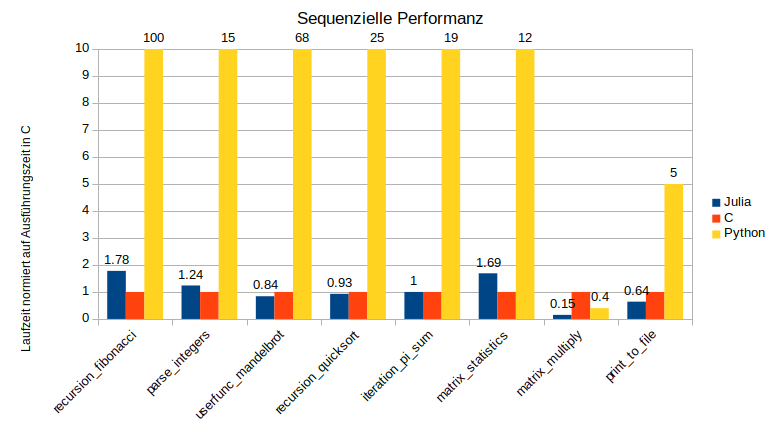 Sequenzielle Performanz
100 15 68 25 19 12
10
9
8
7
6
5
4
3
2
1
0
Laufzeit normiert auf Ausführungszeit in C
1.78 1.24 0.84 0.93 1 1.69 0.15 0.4 0.64 5
recursion_fibonacci
parse_integers
userfunc_mandelbrot
recursion_quicksort
iteration_pi_sum
matrix_statistics
matrix_multiply
print_to_file
Julia
C
Python